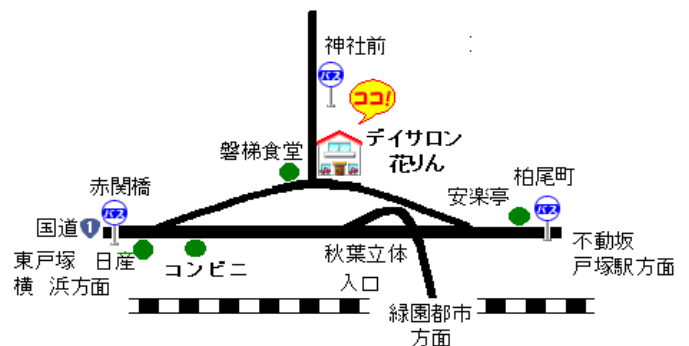 神社前
バス
ココ!
デイサロン
花りん
磐梯食堂
赤関橋
バス
安楽亭
柏尾町
バス
国道
1
東戸塚
横 浜方面
日産
コンビニ
秋葉立体
入口
不動坂
戸塚駅方面
緑園都市
方面